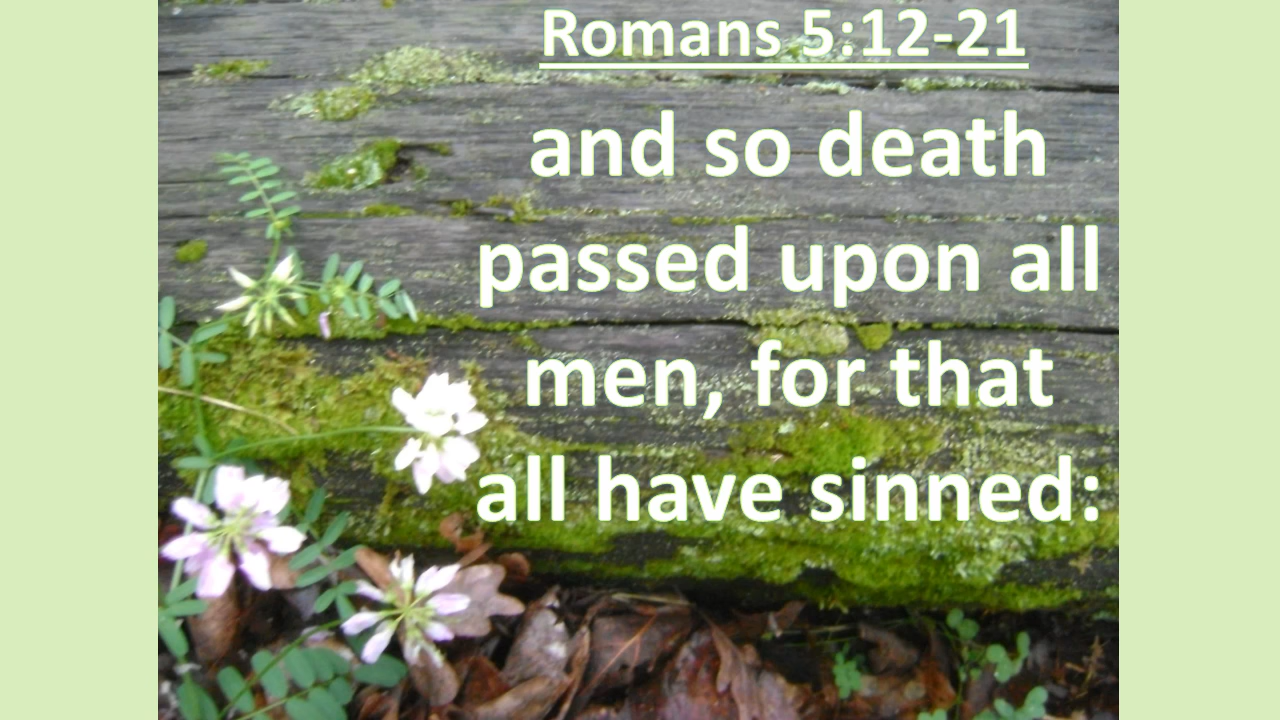 Romans 5:12-21
and so death
passed upon all
men, for that
all have sinned: